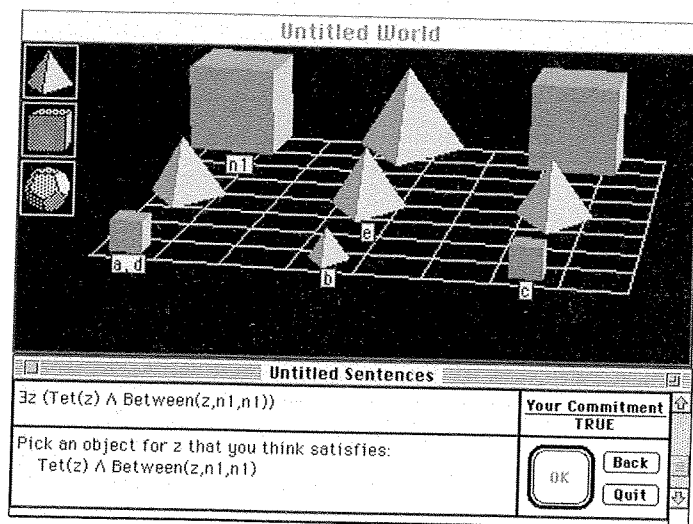 Untitled World
n1
e
a, d
b
c
Untitled Sentences
∃z (Tet(z) ∧ Between(z,n1,n1))
Your Commitment
TRUE
Pick an object for z that you think satisfies:
Tet(z) ∧ Between(z,n1,n1)
OK
Back
Quit